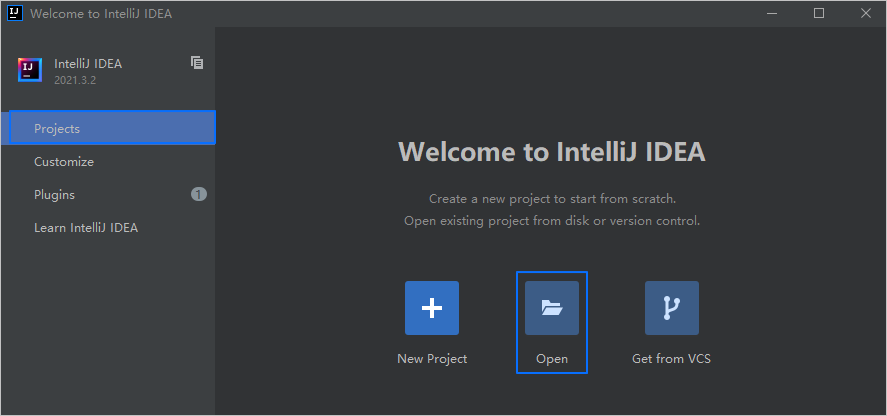 IJ Welcome to IntelliJ IDEA
IJ
IntelliJ IDEA
2021.3.2
Projects
Customize
Plugins 1
Learn IntelliJ IDEA
Welcome to IntelliJ IDEA
Create a new project to start from scratch.
Open existing project from disk or version control.
New Project Open Get from VCS